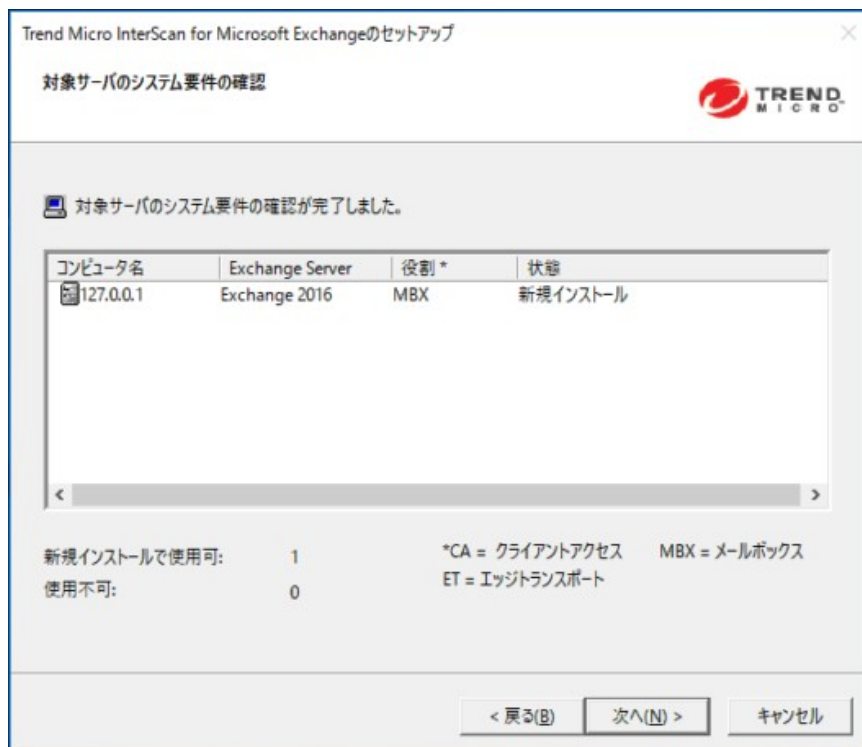 Trend Micro InterScan for Microsoft Exchangeのセットアップ
対象サーバのシステム要件の確認
TREND
MICRO
対象サーバのシステム要件の確認が完了しました。
コンピュータ名 Exchange Server 役割 * 状態
127.0.0.1 Exchange 2016 MBX 新規インストール
新規インストールで使用可: 1 *CA = クライアントアクセス MBX = メールボックス
使用不可: 0 ET = エッジトランスポート
< 戻る(B) 次へ(N) > キャンセル